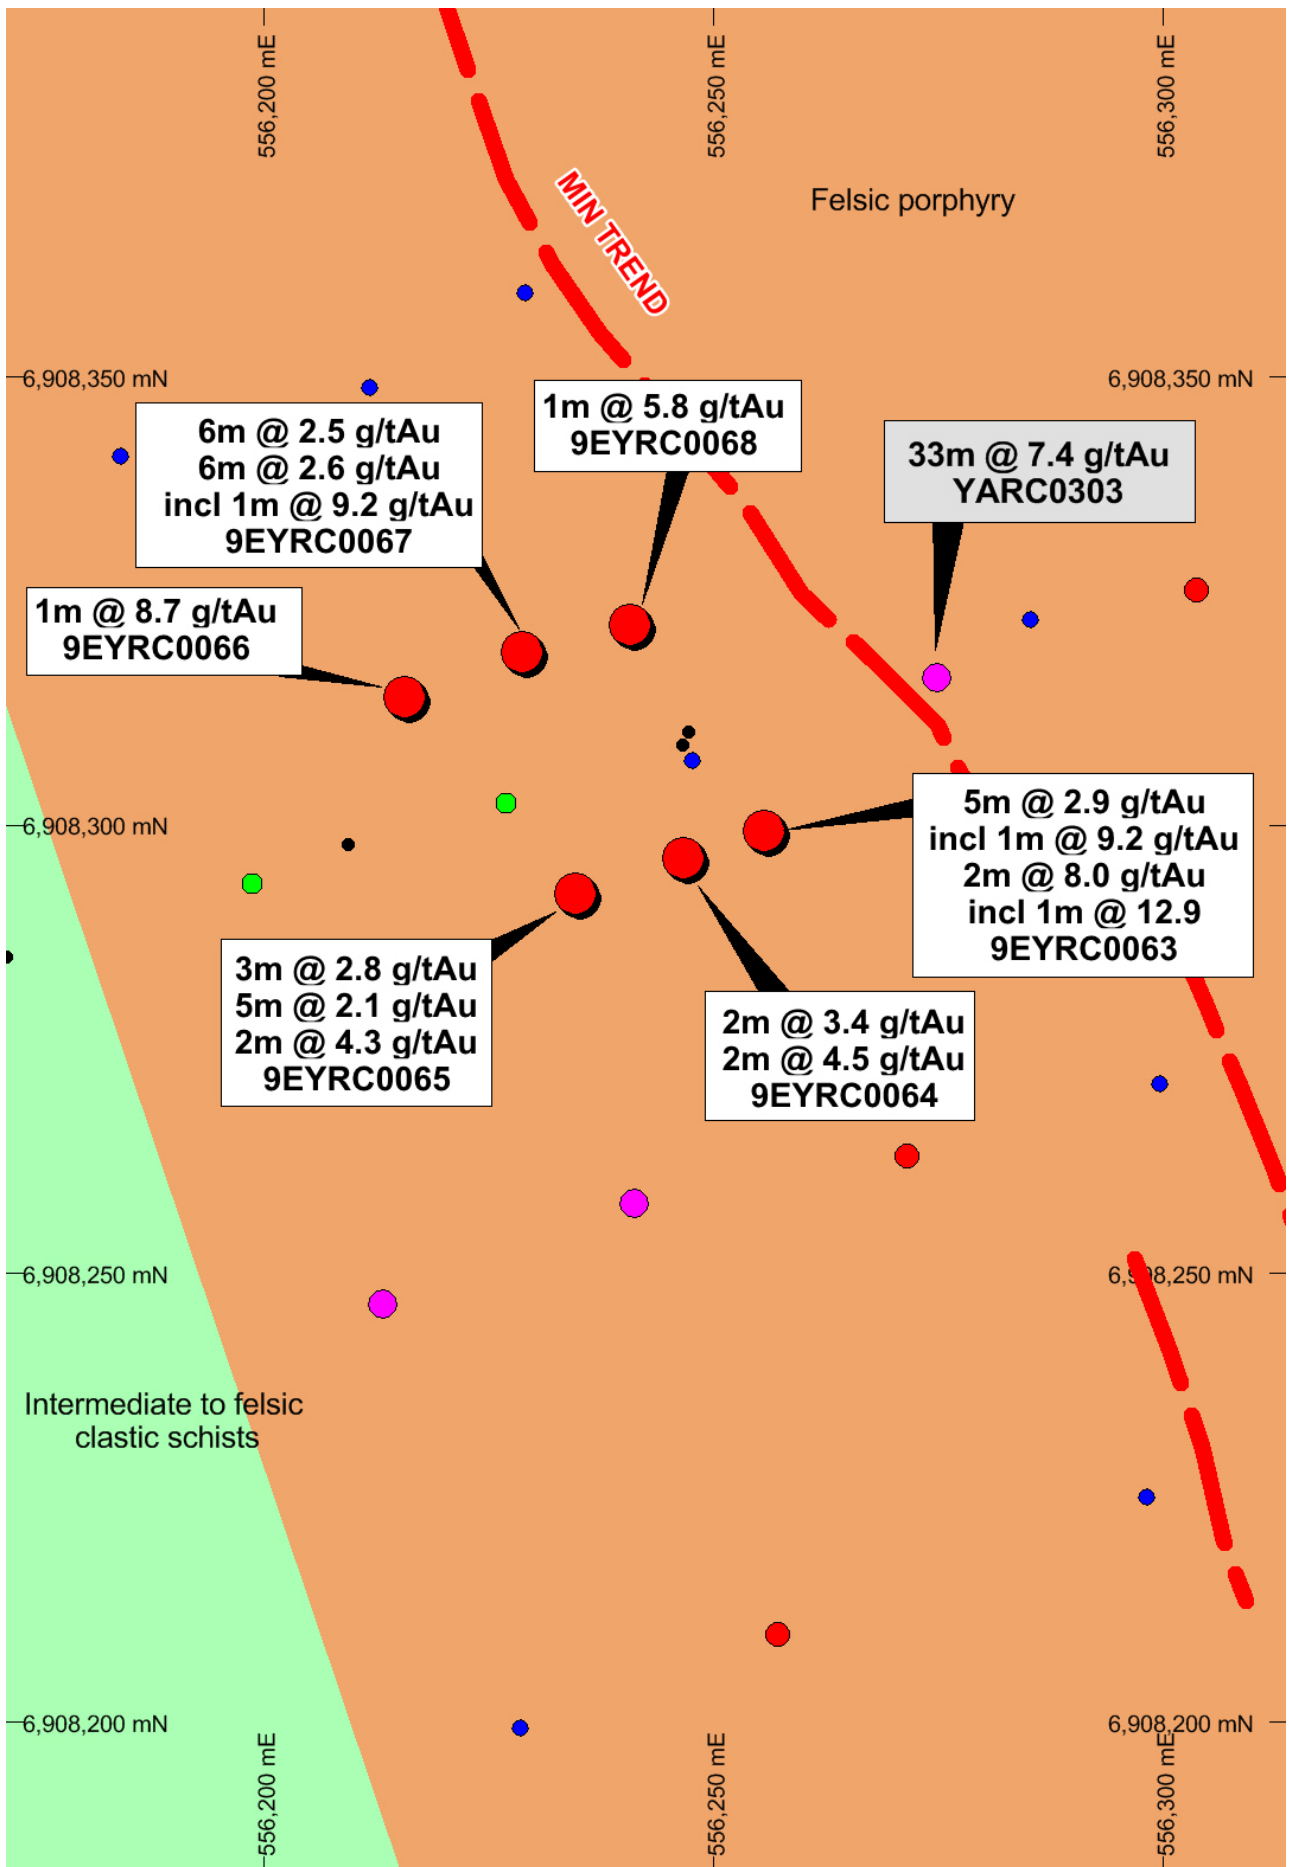 556,200 mE
556,250 mE
556,300 mE
MIN TREND
Felsic porphyry
6,908,350 mN
6,908,350 mN
1m @ 5.8 g/tAu
9EYRC0068
6m @ 2.5 g/tAu
6m @ 2.6 g/tAu
incl 1m @ 9.2 g/tAu
9EYRC0067
33m @ 7.4 g/tAu
YARC0303
1m @ 8.7 g/tAu
9EYRC0066
6,908,300 mN
5m @ 2.9 g/tAu
incl 1m @ 9.2 g/tAu
2m @ 8.0 g/tAu
incl 1m @ 12.9
9EYRC0063
3m @ 2.8 g/tAu
5m @ 2.1 g/tAu
2m @ 4.3 g/tAu
9EYRC0065
2m @ 3.4 g/tAu
2m @ 4.5 g/tAu
9EYRC0064
6,908,250 mN
6,908,250 mN
Intermediate to felsic
clastic schists
6,908,200 mN
6,908,200 mN
556,200 mE
556,250 mE
556,300 mE